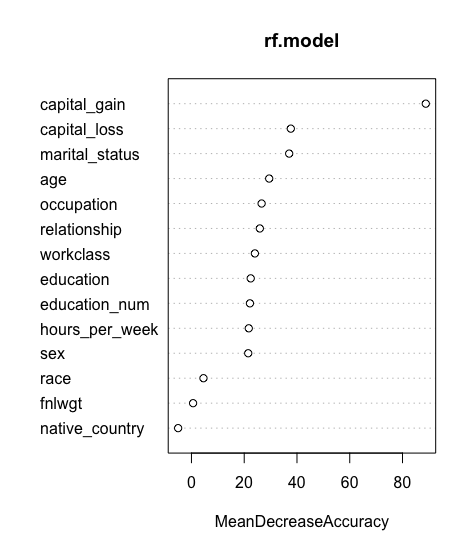 rf.model
capital_gain
capital_loss
marital_status
age
occupation
relationship
workclass
education
education_num
hours_per_week
sex
race
fnlwgt
native_country
0 20 40 60 80
MeanDecreaseAccuracy